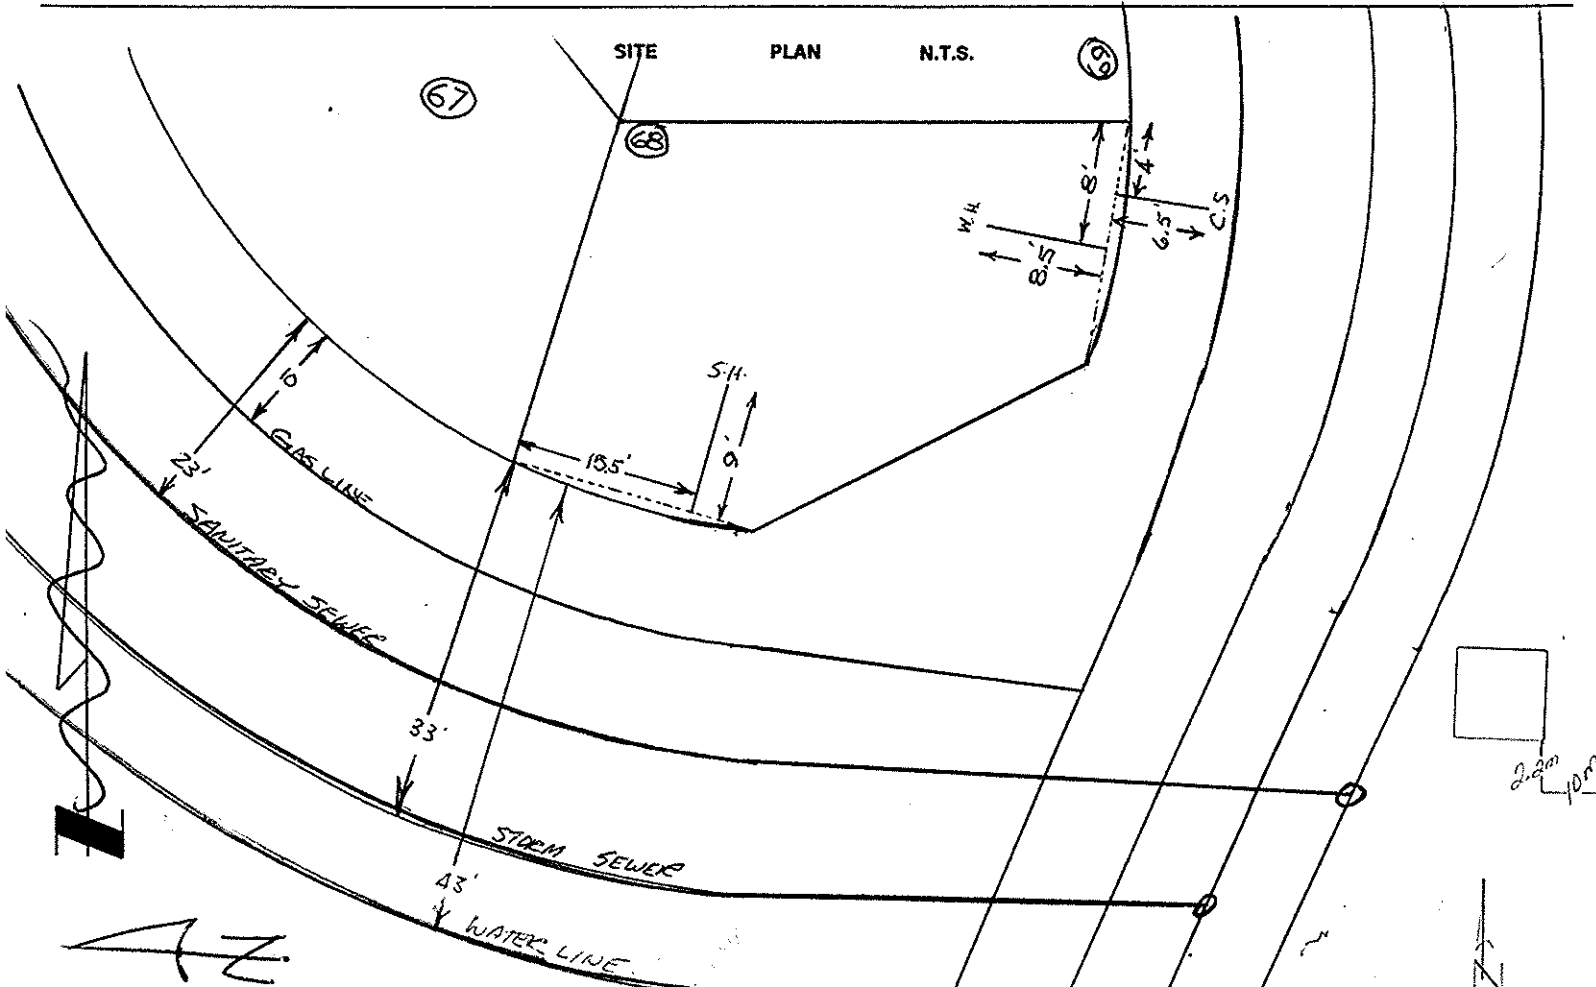 SITE PLAN N.T.S.
67
69
68
8'
4'
W.H.
C.S
6.5'
8.5'
10
S.H.
GAS LINE
15.5'
9'
23'
SANITARY SEWER
33'
2.2m
10m
STORM SEWER
43'
WATER LINE
N
N